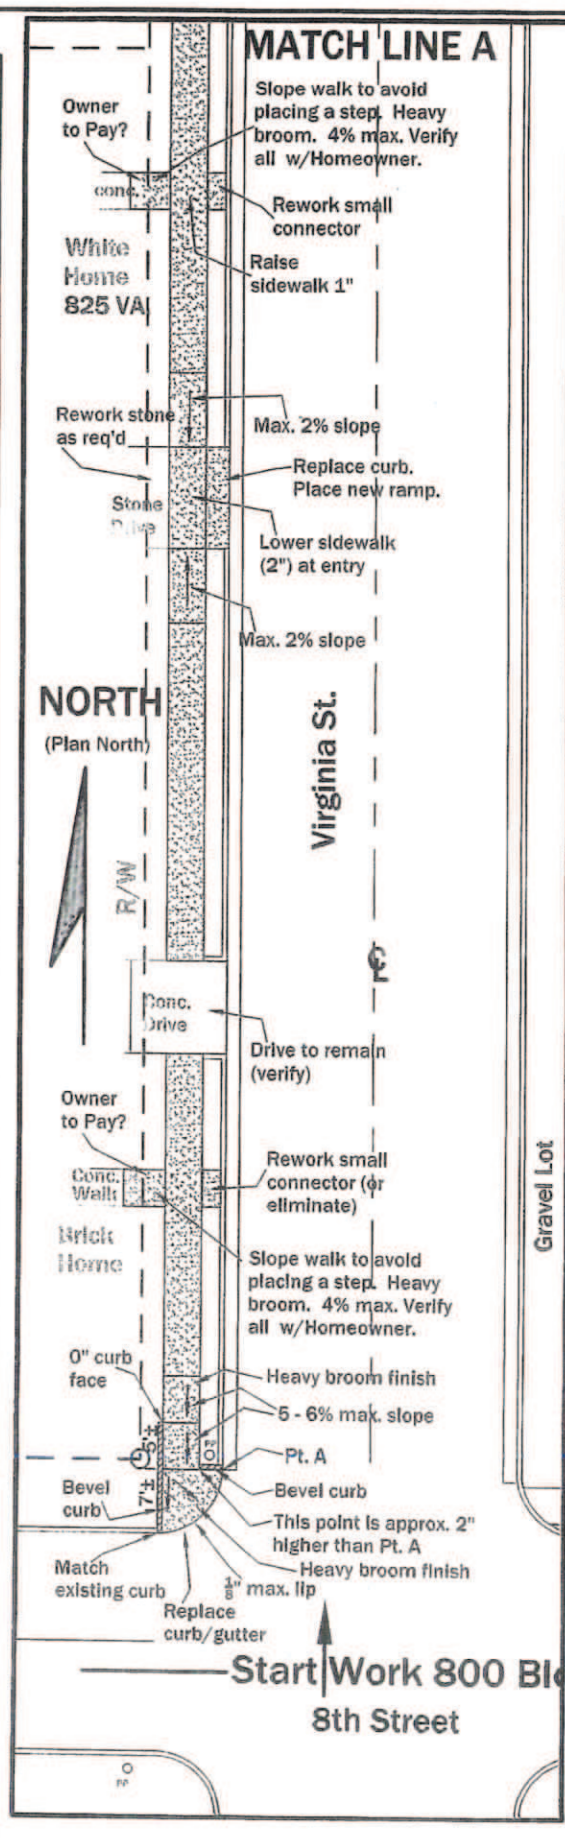 MATCH LINE A
Slope walk to avoid
placing a step. Heavy
broom. 4% max. Verify
all w/Homeowner.
Owner
to Pay?
conc.
Rework small
connector
White
Home
825 VA
Raise
sidewalk 1"
Rework stone
as req'd
Max. 2% slope
Replace curb.
Place new ramp.
Stone
Drive
Lower sidewalk
(2") at entry
Max. 2% slope
NORTH
(Plan North)
Virginia St.
R/W
CL
Conc.
Drive
Drive to remain
(verify)
Owner
to Pay?
Conc.
Walk
Rework small
connector (or
eliminate)
Gravel Lot
Brick
Home
Slope walk to avoid
placing a step. Heavy
broom. 4% max. Verify
all w/Homeowner.
0" curb
face
Heavy broom finish
5 - 6% max. slope
5'±
Pt. A
7'±
Bevel
curb
Bevel curb
This point is approx. 2"
higher than Pt. A
Heavy broom finish
Match
existing curb
1/8" max. lip
Replace
curb/gutter
Start Work 800 Blo
8th Street